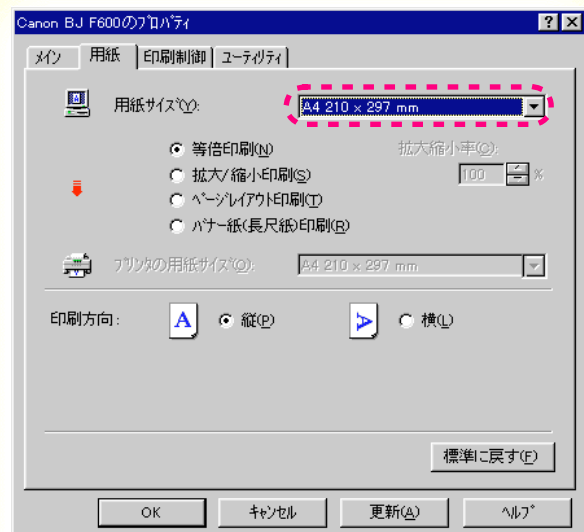 Canon BJ F600のﾌﾟﾛﾊﾟﾃｨ
ﾒｲﾝ 用紙 印刷制御 ﾕｰﾃｨﾘﾃｨ
用紙ｻｲｽﾞ(Y): A4 210 x 297 mm
等倍印刷(N) 拡大縮小率(C):
拡大/縮小印刷(S) 100 %
ﾍﾟｰｼﾞﾚｲｱｳﾄ印刷(T)
ﾊﾞﾅｰ紙(長尺紙)印刷(R)
ﾌﾟﾘﾝﾀの用紙ｻｲｽﾞ(O): A4 210 x 297 mm
印刷方向: A 縦(P) A 横(L)
標準に戻す(F)
OK ｷｬﾝｾﾙ 更新(A) ﾍﾙﾌﾟ